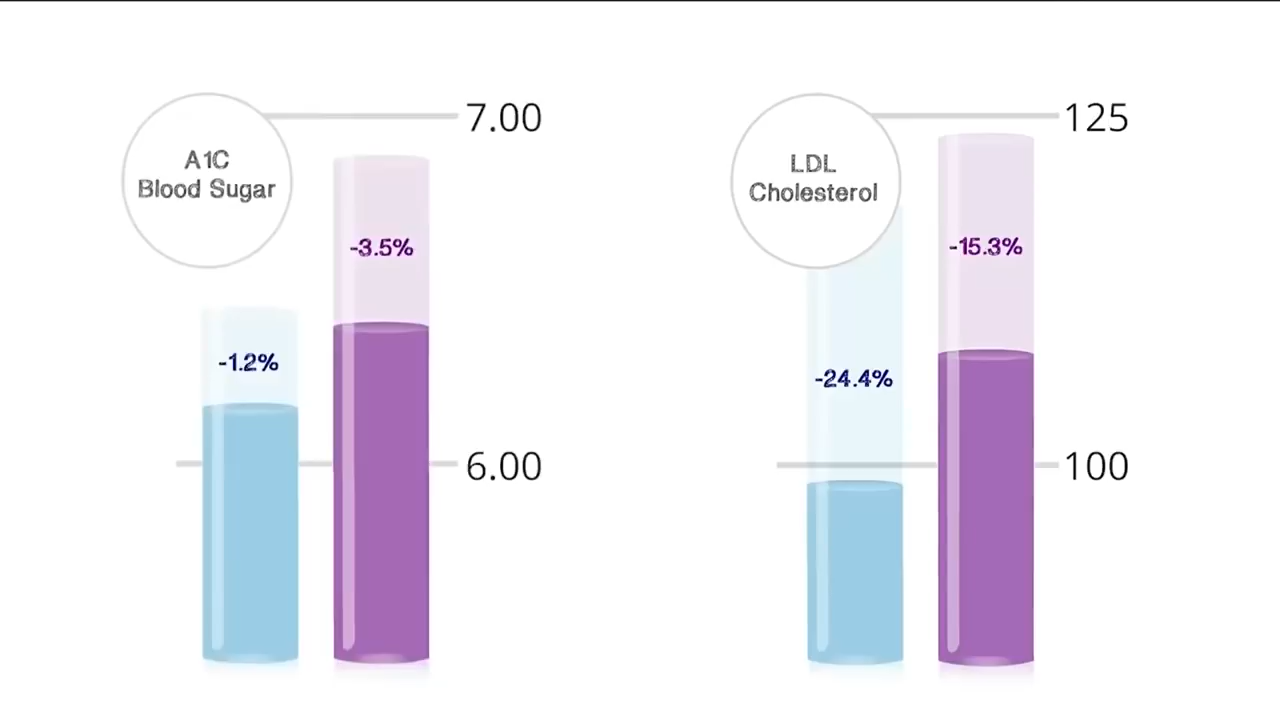 A1C
Blood Sugar
7.00
-3.5%
-1.2%
6.00
LDL
Cholesterol
125
-15.3%
-24.4%
100